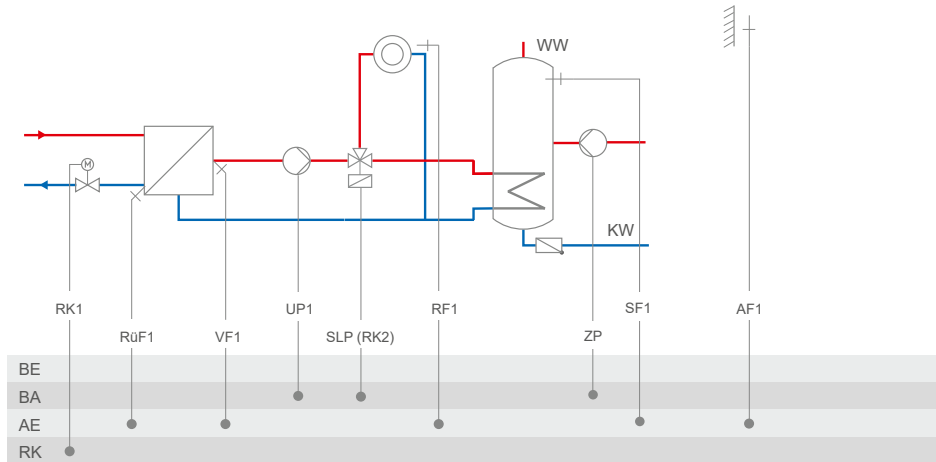 WW
M
KW
RK1
UP1
RF1
SF1
AF1
RüF1
VF1
SLP (RK2)
ZP
BE
BA
AE
RK